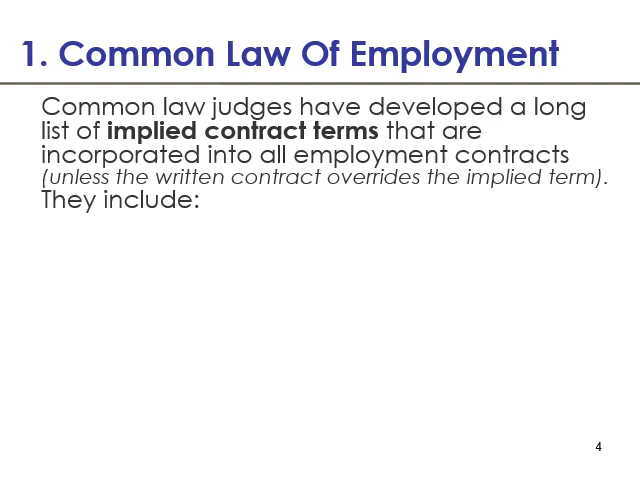 1. Common Law Of Employment
Common law judges have developed a long
list of implied contract terms that are
incorporated into all employment contracts
(unless the written contract overrides the implied term).
They include:
4